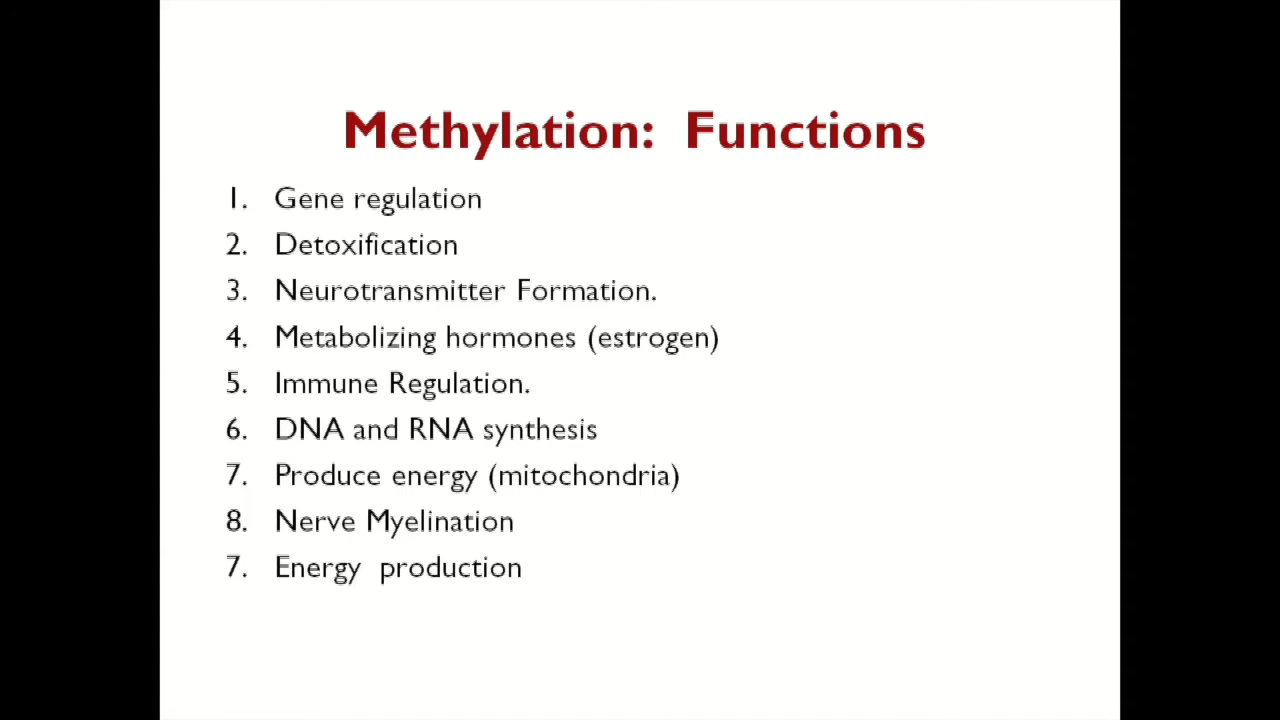 Methylation:  Functions
1. Gene regulation
2. Detoxification
3. Neurotransmitter Formation.
4. Metabolizing hormones (estrogen)
5. Immune Regulation.
6. DNA and RNA synthesis
7. Produce energy (mitochondria)
8. Nerve Myelination
7. Energy  production